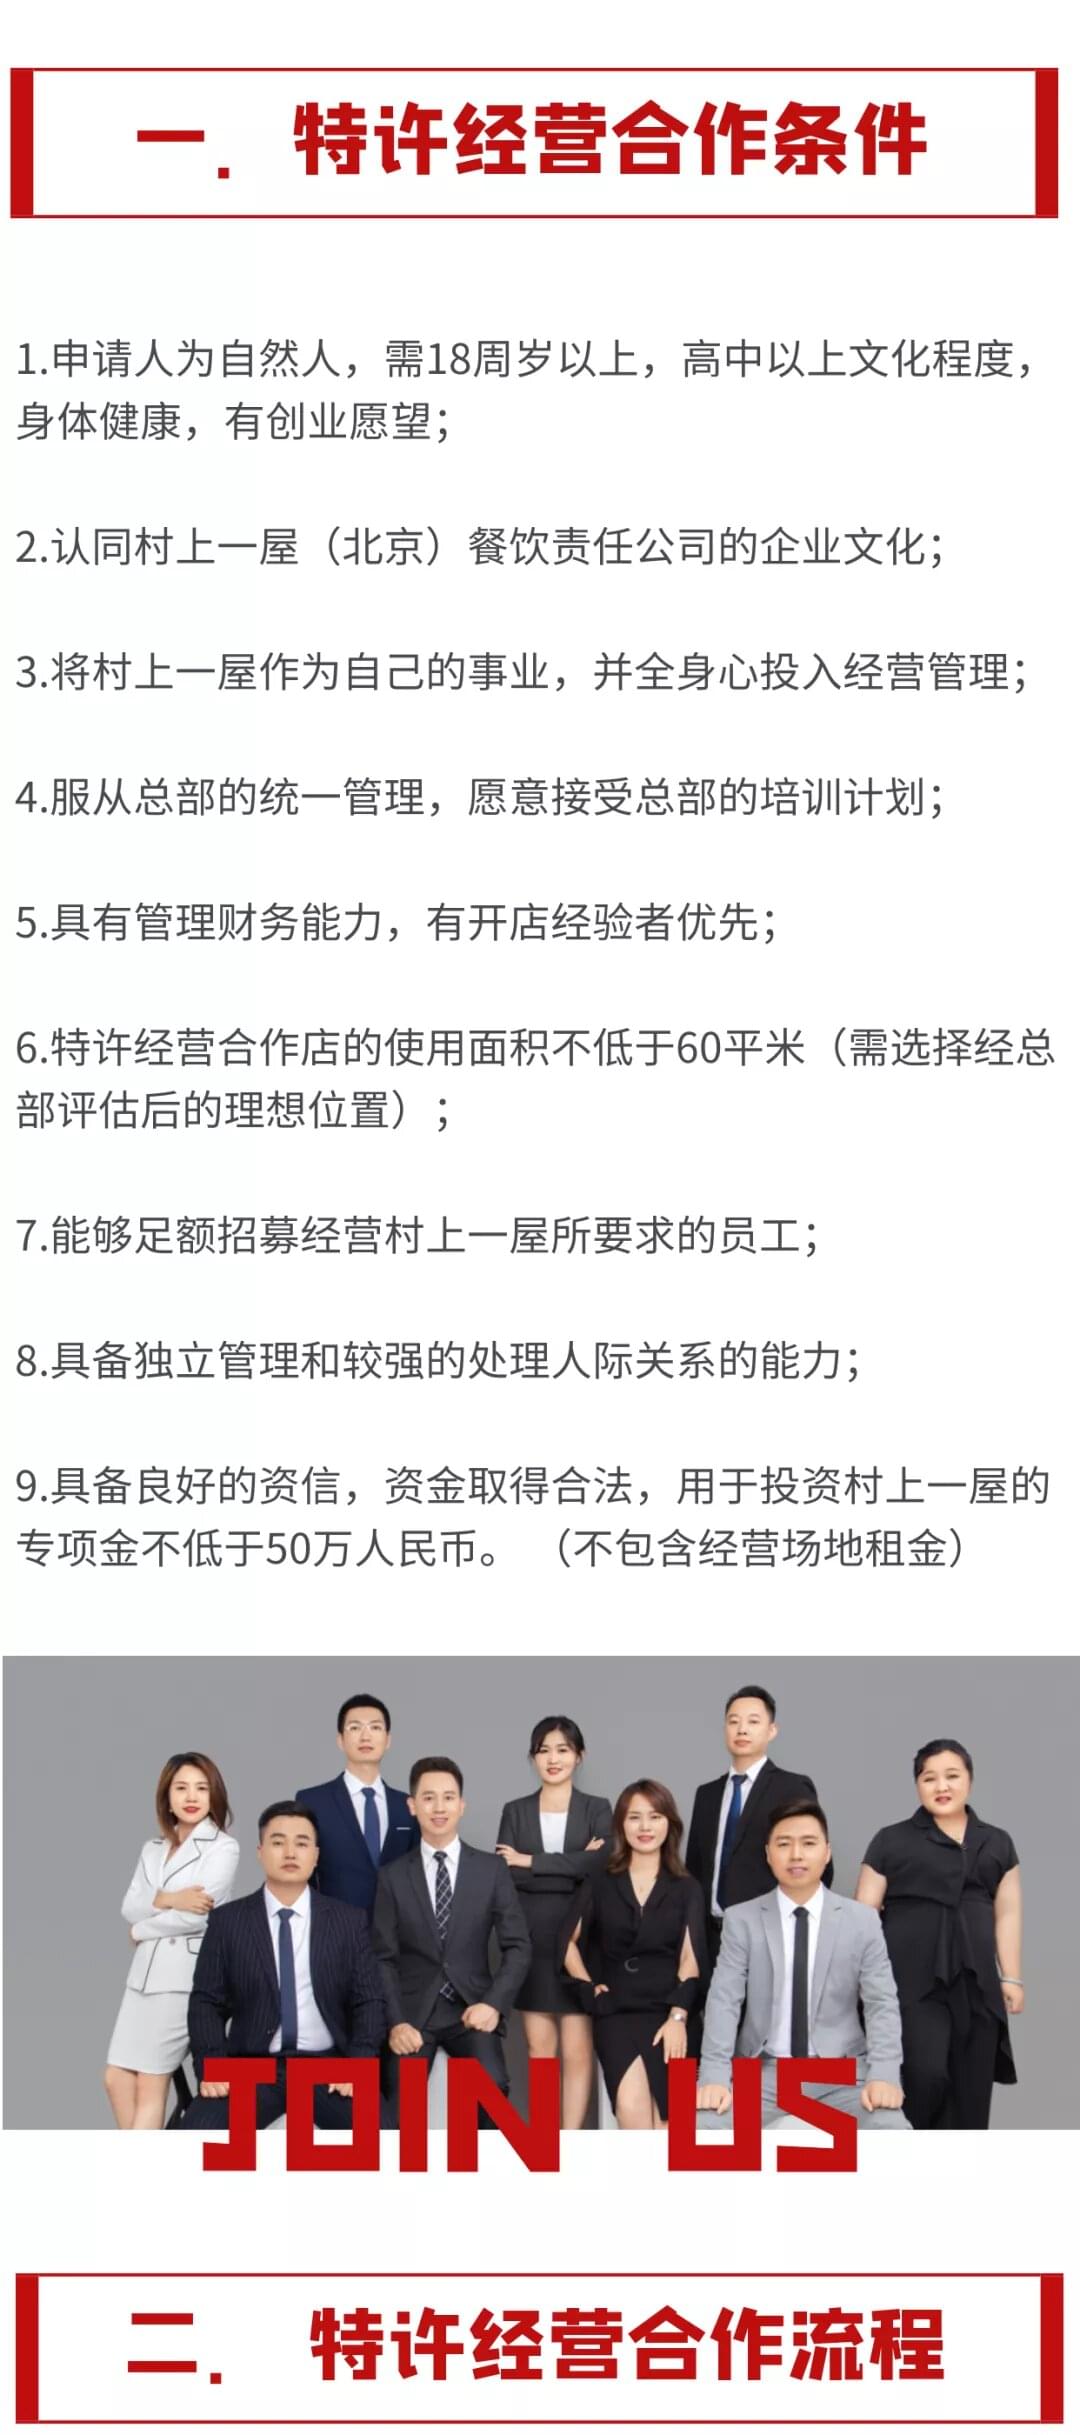 一. 特许经营合作条件
1.申请人为自然人，需18周岁以上，高中以上文化程度，
身体健康，有创业愿望；
2.认同村上一屋（北京）餐饮责任公司的企业文化；
3.将村上一屋作为自己的事业，并全身心投入经营管理；
4.服从总部的统一管理，愿意接受总部的培训计划；
5.具有管理财务能力，有开店经验者优先；
6.特许经营合作店的使用面积不低于60平米（需选择经总
部评估后的理想位置）；
7.能够足额招募经营村上一屋所要求的员工；
8.具备独立管理和较强的处理人际关系的能力；
9.具备良好的资信，资金取得合法，用于投资村上一屋的
专项金不低于50万人民币。（不包含经营场地租金）
JOIN US
二. 特许经营合作流程